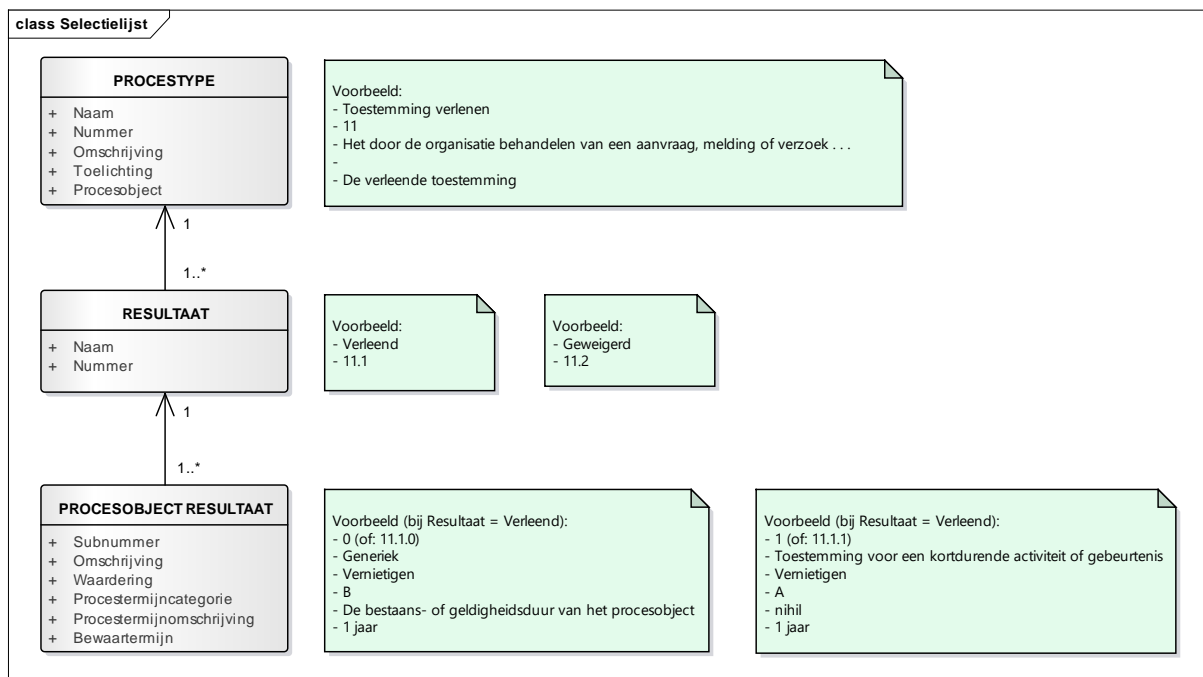 class Selectielijst
PROCESTYPE
+ Naam
+ Nummer
+ Omschrijving
+ Toelichting
+ Procesobject
Voorbeeld:
- Toestemming verlenen
- 11
- Het door de organisatie behandelen van een aanvraag, melding of verzoek . . .
-
- De verleende toestemming
1
1..*
RESULTAAT
+ Naam
+ Nummer
Voorbeeld:
- Verleend
- 11.1
Voorbeeld:
- Geweigerd
- 11.2
1
1..*
PROCESOBJECT RESULTAAT
+ Subnummer
+ Omschrijving
+ Waardering
+ Procestermijncategorie
+ Procestermijnomschrijving
+ Bewaartermijn
Voorbeeld (bij Resultaat = Verleend):
- 0 (of: 11.1.0)
- Generiek
- Vernietigen
- B
- De bestaans- of geldigheidsduur van het procesobject
- 1 jaar
Voorbeeld (bij Resultaat = Verleend):
- 1 (of: 11.1.1)
- Toestemming voor een kortdurende activiteit of gebeurtenis
- Vernietigen
- A
- nihil
- 1 jaar